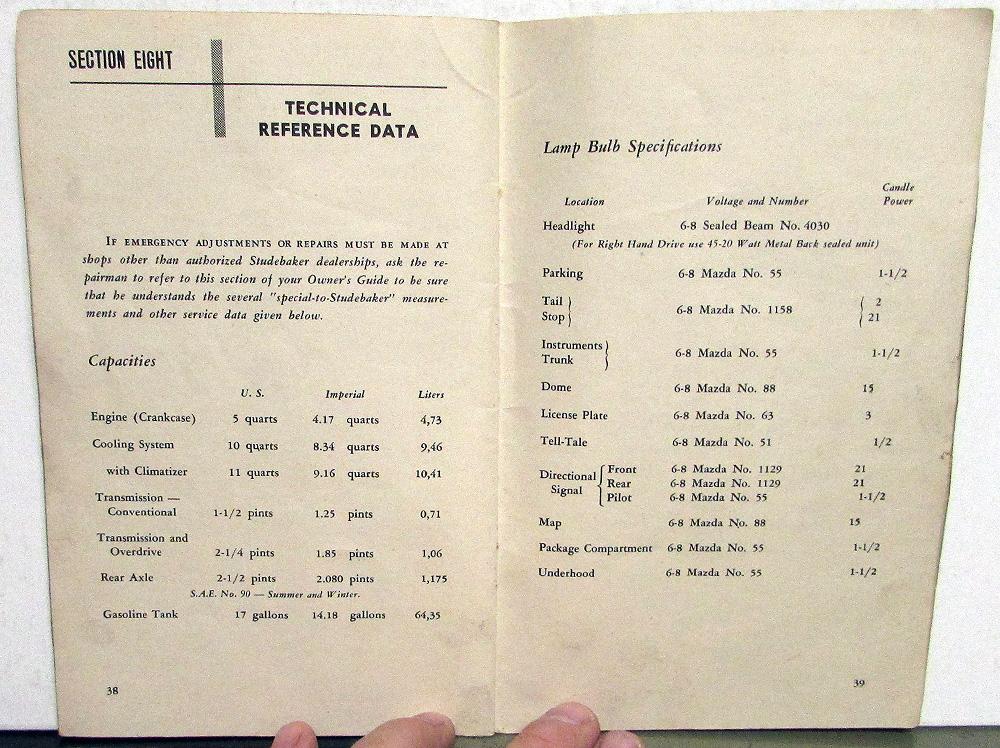 SECTION EIGHT
TECHNICAL
REFERENCE DATA
IF EMERGENCY ADJUSTMENTS OR REPAIRS MUST BE MADE AT
shops other than authorized Studebaker dealerships, ask the re-
pairman to refer to this section of your Owner's Guide to be sure
that he understands the several "special-to-Studebaker" measure-
ments and other service data given below.
Capacities
U. S. Imperial Liters
Engine (Crankcase) 5 quarts 4.17 quarts 4,73
Cooling System 10 quarts 8.34 quarts 9,46
with Climatizer 11 quarts 9.16 quarts 10,41
Transmission —
Conventional 1-1/2 pints 1.25 pints 0,71
Transmission and
Overdrive 2-1/4 pints 1.85 pints 1,06
Rear Axle 2-1/2 pints 2.080 pints 1,175
S.A.E. No. 90 — Summer and Winter.
Gasoline Tank 17 gallons 14.18 gallons 64,35
38
Lamp Bulb Specifications
Candle
Location Voltage and Number Power
Headlight 6-8 Sealed Beam No. 4030
(For Right Hand Drive use 45-20 Watt Metal Back sealed unit)
Parking 6-8 Mazda No. 55 1-1/2
Tail 2
Stop } 6-8 Mazda No. 1158 { 21
Instruments
Trunk } 6-8 Mazda No. 55 1-1/2
Dome 6-8 Mazda No. 88 15
License Plate 6-8 Mazda No. 63 3
Tell-Tale 6-8 Mazda No. 51 1/2
Directional { Front 6-8 Mazda No. 1129 21
Signal Rear 6-8 Mazda No. 1129 21
Pilot 6-8 Mazda No. 55 1-1/2
Map 6-8 Mazda No. 88 15
Package Compartment 6-8 Mazda No. 55 1-1/2
Underhood 6-8 Mazda No. 55 1-1/2
39